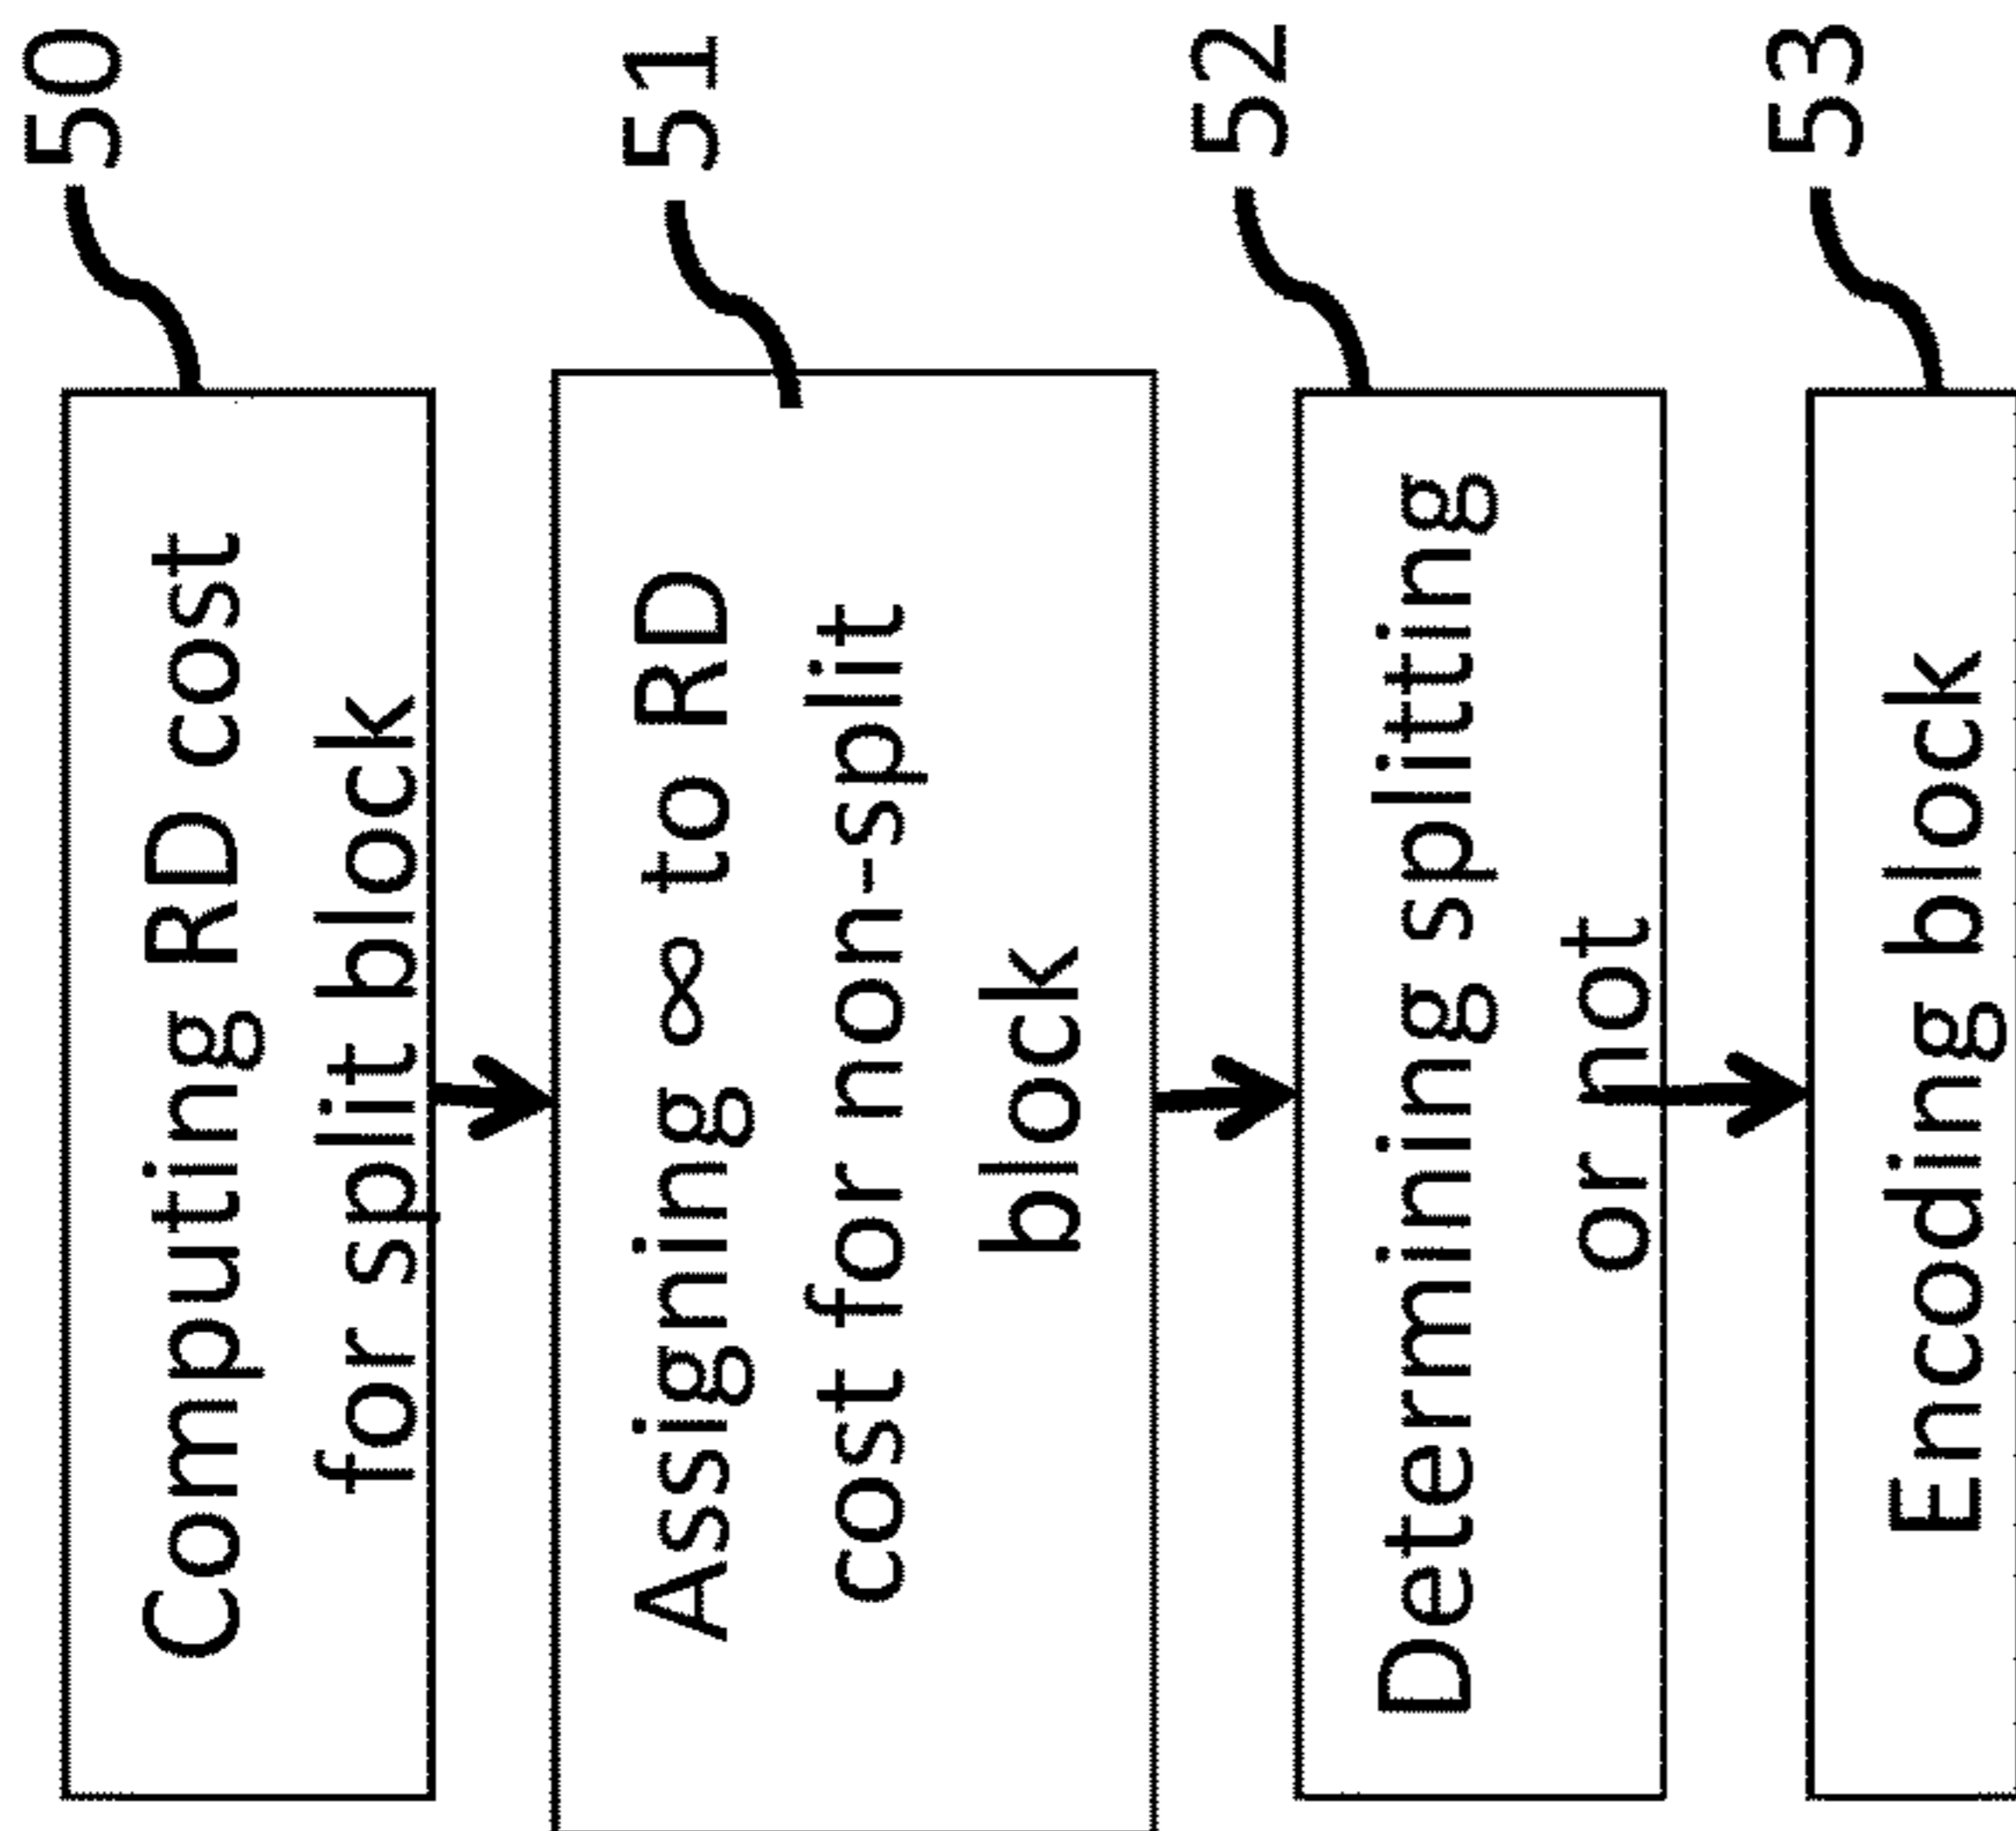 50
Computing RD cost
for split block
51
Assigning ∞ to RD
cost for non-split
block
52
Determining splitting
or not
53
Encoding block